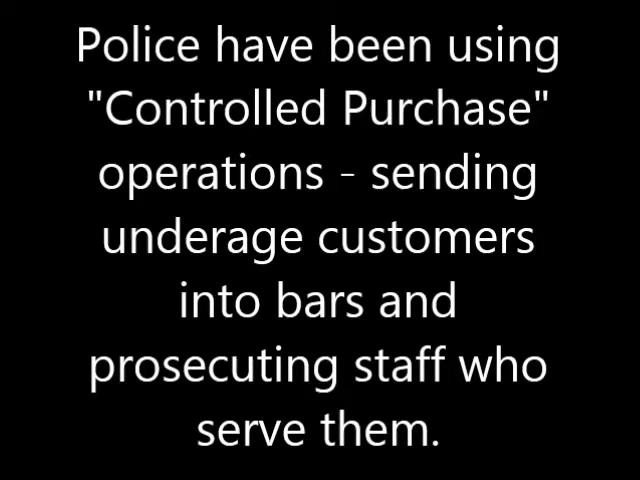 Police have been using
"Controlled Purchase"
operations - sending
underage customers
into bars and
prosecuting staff who
serve them.